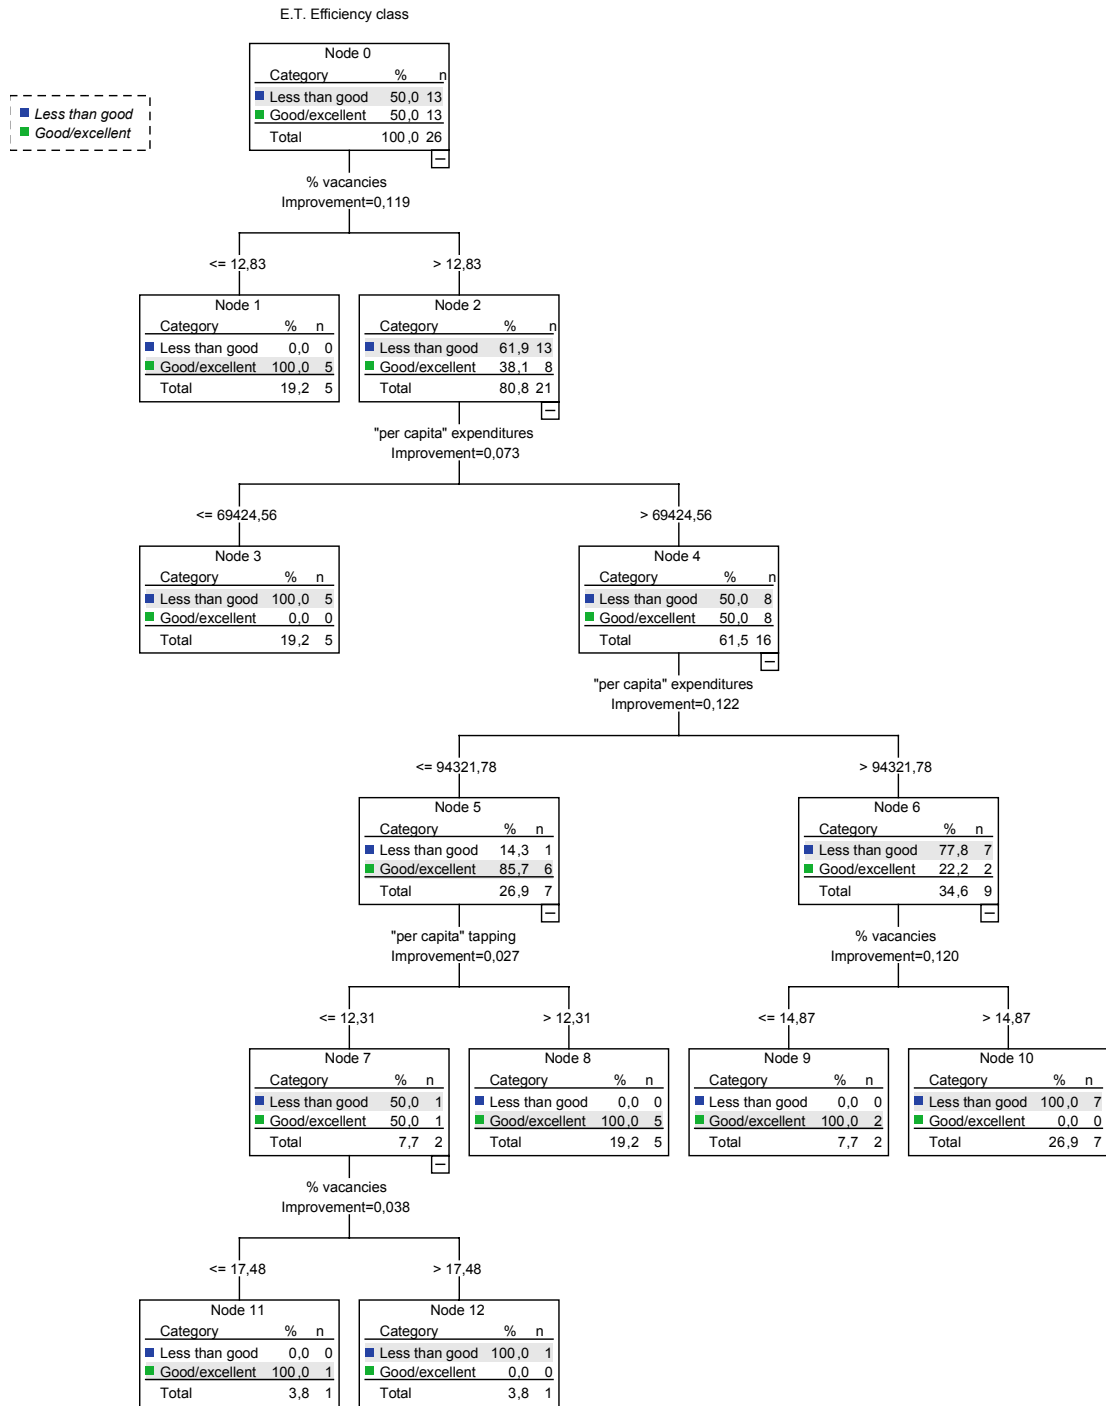 E.T. Efficiency class
Less than good
Good/excellent
Node 0
Category % n
Less than good 50,0 13
Good/excellent 50,0 13
Total 100,0 26
% vacancies
Improvement=0,119
<= 12,83 > 12,83
Node 1
Category % n
Less than good 0,0 0
Good/excellent 100,0 5
Total 19,2 5
Node 2
Category % n
Less than good 61,9 13
Good/excellent 38,1 8
Total 80,8 21
"per capita" expenditures
Improvement=0,073
<= 69424,56 > 69424,56
Node 3
Category % n
Less than good 100,0 5
Good/excellent 0,0 0
Total 19,2 5
Node 4
Category % n
Less than good 50,0 8
Good/excellent 50,0 8
Total 61,5 16
"per capita" expenditures
Improvement=0,122
<= 94321,78 > 94321,78
Node 5
Category % n
Less than good 14,3 1
Good/excellent 85,7 6
Total 26,9 7
Node 6
Category % n
Less than good 77,8 7
Good/excellent 22,2 2
Total 34,6 9
"per capita" tapping
Improvement=0,027
% vacancies
Improvement=0,120
<= 12,31 > 12,31 <= 14,87 > 14,87
Node 7
Category % n
Less than good 50,0 1
Good/excellent 50,0 1
Total 7,7 2
Node 8
Category % n
Less than good 0,0 0
Good/excellent 100,0 5
Total 19,2 5
Node 9
Category % n
Less than good 0,0 0
Good/excellent 100,0 2
Total 7,7 2
Node 10
Category % n
Less than good 100,0 7
Good/excellent 0,0 0
Total 26,9 7
% vacancies
Improvement=0,038
<= 17,48 > 17,48
Node 11
Category % n
Less than good 0,0 0
Good/excellent 100,0 1
Total 3,8 1
Node 12
Category % n
Less than good 100,0 1
Good/excellent 0,0 0
Total 3,8 1